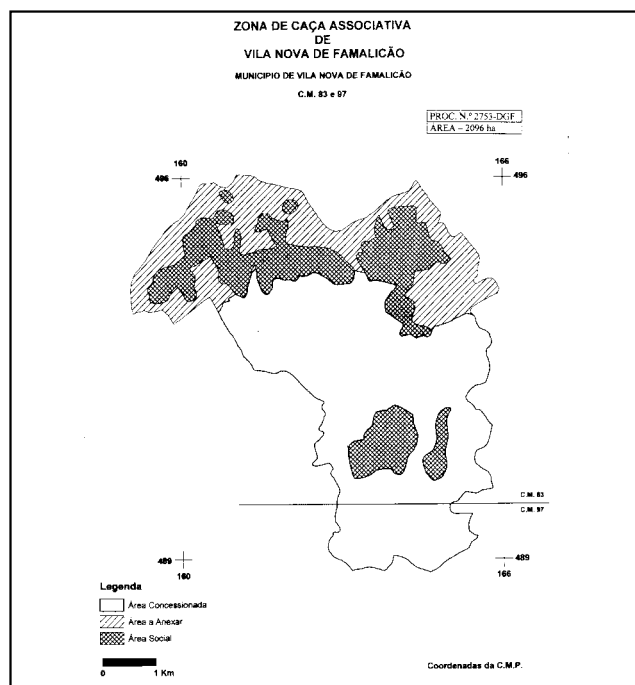 ZONA DE CAÇA ASSOCIATIVA
DE
VILA NOVA DE FAMALICÃO
MUNICIPIO DE VILA NOVA DE FAMALICÃO
C.M. 83 e 97
PROC. N.º 2753-DGF
AREA – 2096 ha
160
496
166
496
C.M. 83
C.M. 97
489
160
489
166
Legenda
Área Concessionada
Área a Anexar
Área Social
0 1 Km
Coordenadas da C.M.P.